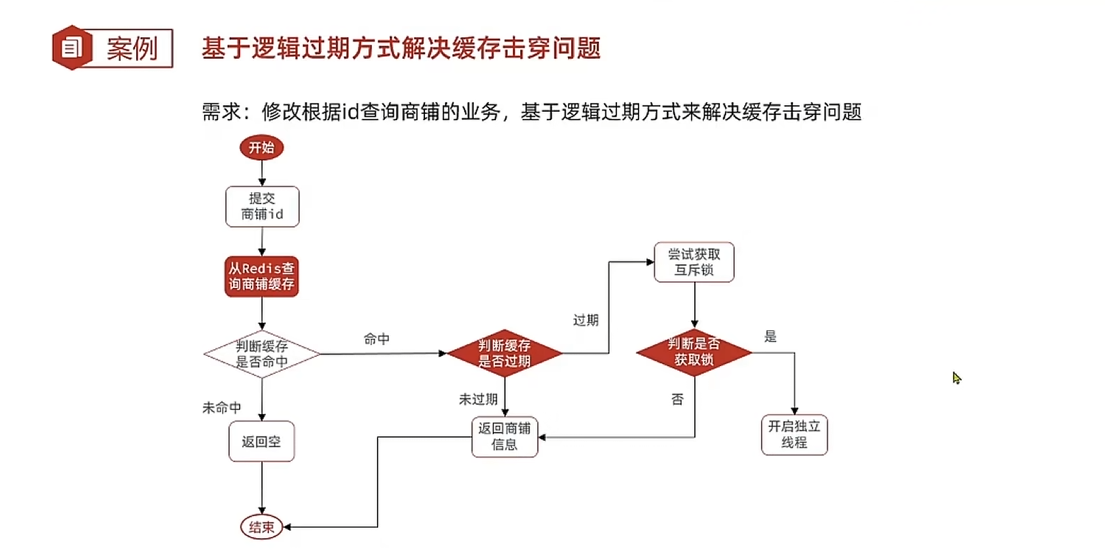 案例
基于逻辑过期方式解决缓存击穿问题
需求：修改根据id查询商铺的业务，基于逻辑过期方式来解决缓存击穿问题
开始
提交
商铺id
从Redis查
询商铺缓存
判断缓存
是否命中
命中
未命中
返回空
结束
判断缓存
是否过期
过期
未过期
返回商铺
信息
尝试获取
互斥锁
判断是否
获取锁
是
否
开启独立
线程